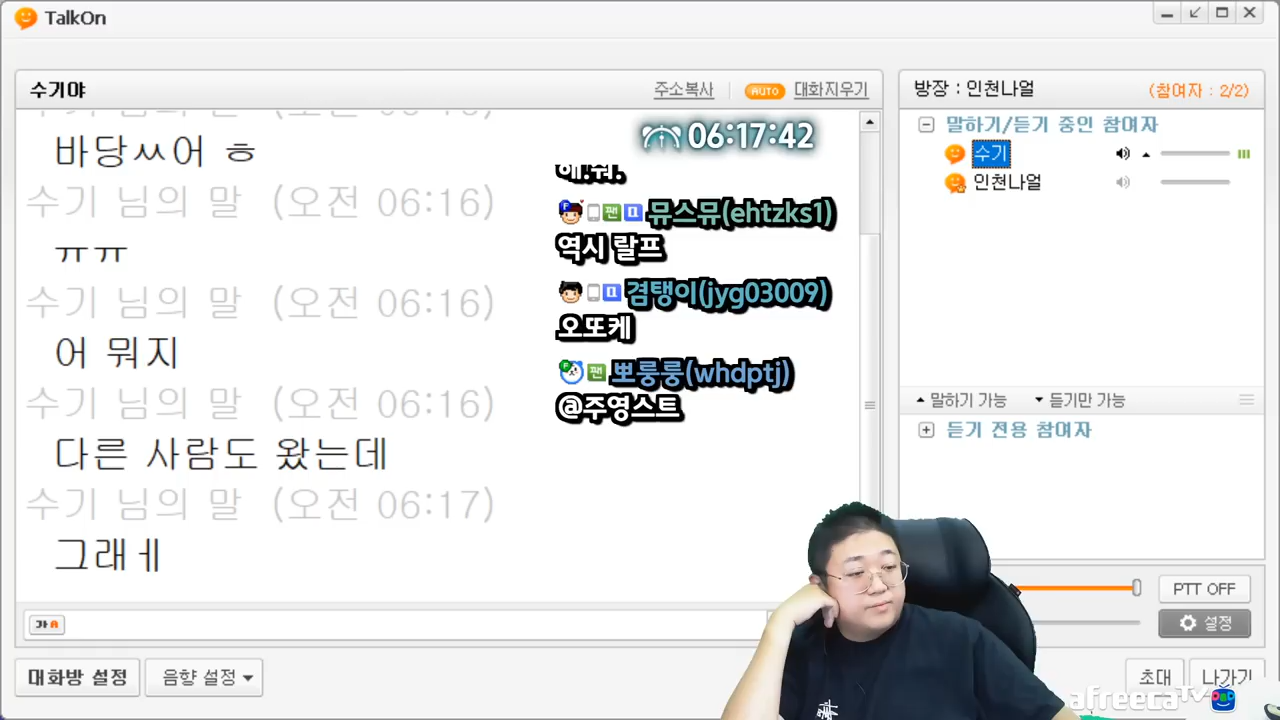 TalkOn
수기야
주소복사
AUTO
대화지우기
06:17:42
바당ㅆ어 ㅎ
수기 님의 말 (오전 06:16)
ㅠㅠ
수기 님의 말 (오전 06:16)
어 뭐지
수기 님의 말 (오전 06:16)
다른 사람도 왔는데
수기 님의 말 (오전 06:17)
그래ㅔ
뮤스뮤(ehtzks1)
역시 랄프
겸탱이(jyg03009)
오또케
뽀룽룽(whdptj)
@주영스트
방장 : 인천나얼
(참여자 : 2/2)
말하기/듣기 중인 참여자
수기
인천나얼
말하기 가능
듣기만 가능
듣기 전용 참여자
PTT OFF
설정
가A
대화방 설정
음향 설정
초대
나가기
afreecaTV